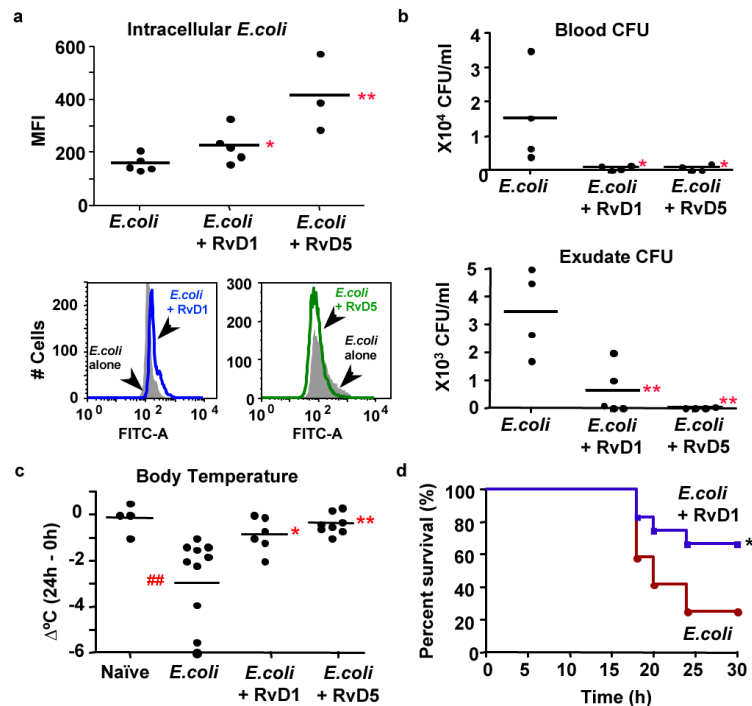 a
Intracellular E.coli
MFI
600
400
200
0
E.coli
E.coli
+ RvD1
E.coli
+ RvD5
*
**
# Cells
200
100
0
E.coli
+ RvD1
E.coli
alone
10^0 10^2 10^4
FITC-A
300
200
100
0
E.coli
+ RvD5
E.coli
alone
10^0 10^2 10^4
FITC-A
b
Blood CFU
X10^4 CFU/ml
4
3
2
1
0
E.coli
E.coli
+ RvD1
E.coli
+ RvD5
*
*
Exudate CFU
X10^3 CFU/ml
5
4
3
2
1
0
E.coli
E.coli
+ RvD1
E.coli
+ RvD5
**
**
c
Body Temperature
Δ°C (24h - 0h)
0
-2
-4
-6
##
*
**
Naïve
E.coli
E.coli
+ RvD1
E.coli
+ RvD5
d
Percent survival (%)
100
80
60
40
20
0
E.coli
+ RvD1
*
E.coli
0 5 10 15 20 25 30
Time (h)